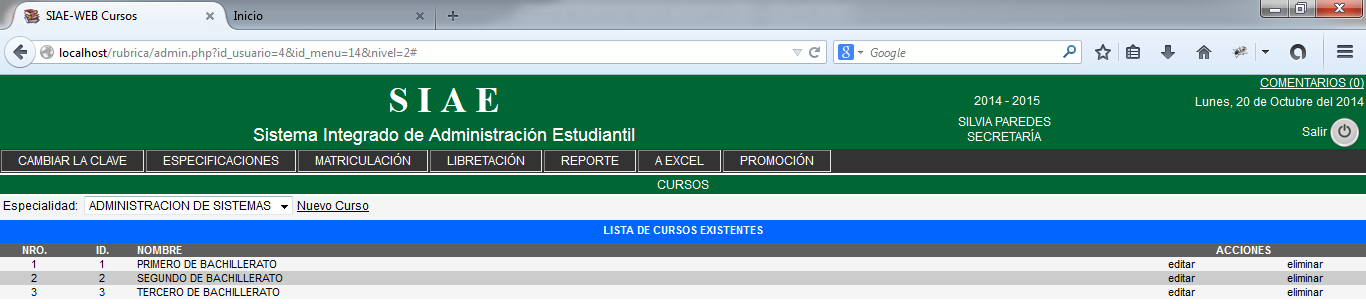 SIAE-WEB Cursos
Inicio
localhost/rubrica/admin.php?id_usuario=4&id_menu=14&nivel=2#
Google
COMENTARIOS (0)
S I A E
2014 - 2015
Lunes, 20 de Octubre del 2014
Sistema Integrado de Administración Estudiantil
SILVIA PAREDES
SECRETARÍA
Salir
CAMBIAR LA CLAVE ESPECIFICACIONES MATRICULACIÓN LIBRETACIÓN REPORTE A EXCEL PROMOCIÓN
CURSOS
Especialidad: ADMINISTRACION DE SISTEMAS Nuevo Curso
LISTA DE CURSOS EXISTENTES
NRO. ID. NOMBRE ACCIONES
1 1 PRIMERO DE BACHILLERATO editar eliminar
2 2 SEGUNDO DE BACHILLERATO editar eliminar
3 3 TERCERO DE BACHILLERATO editar eliminar